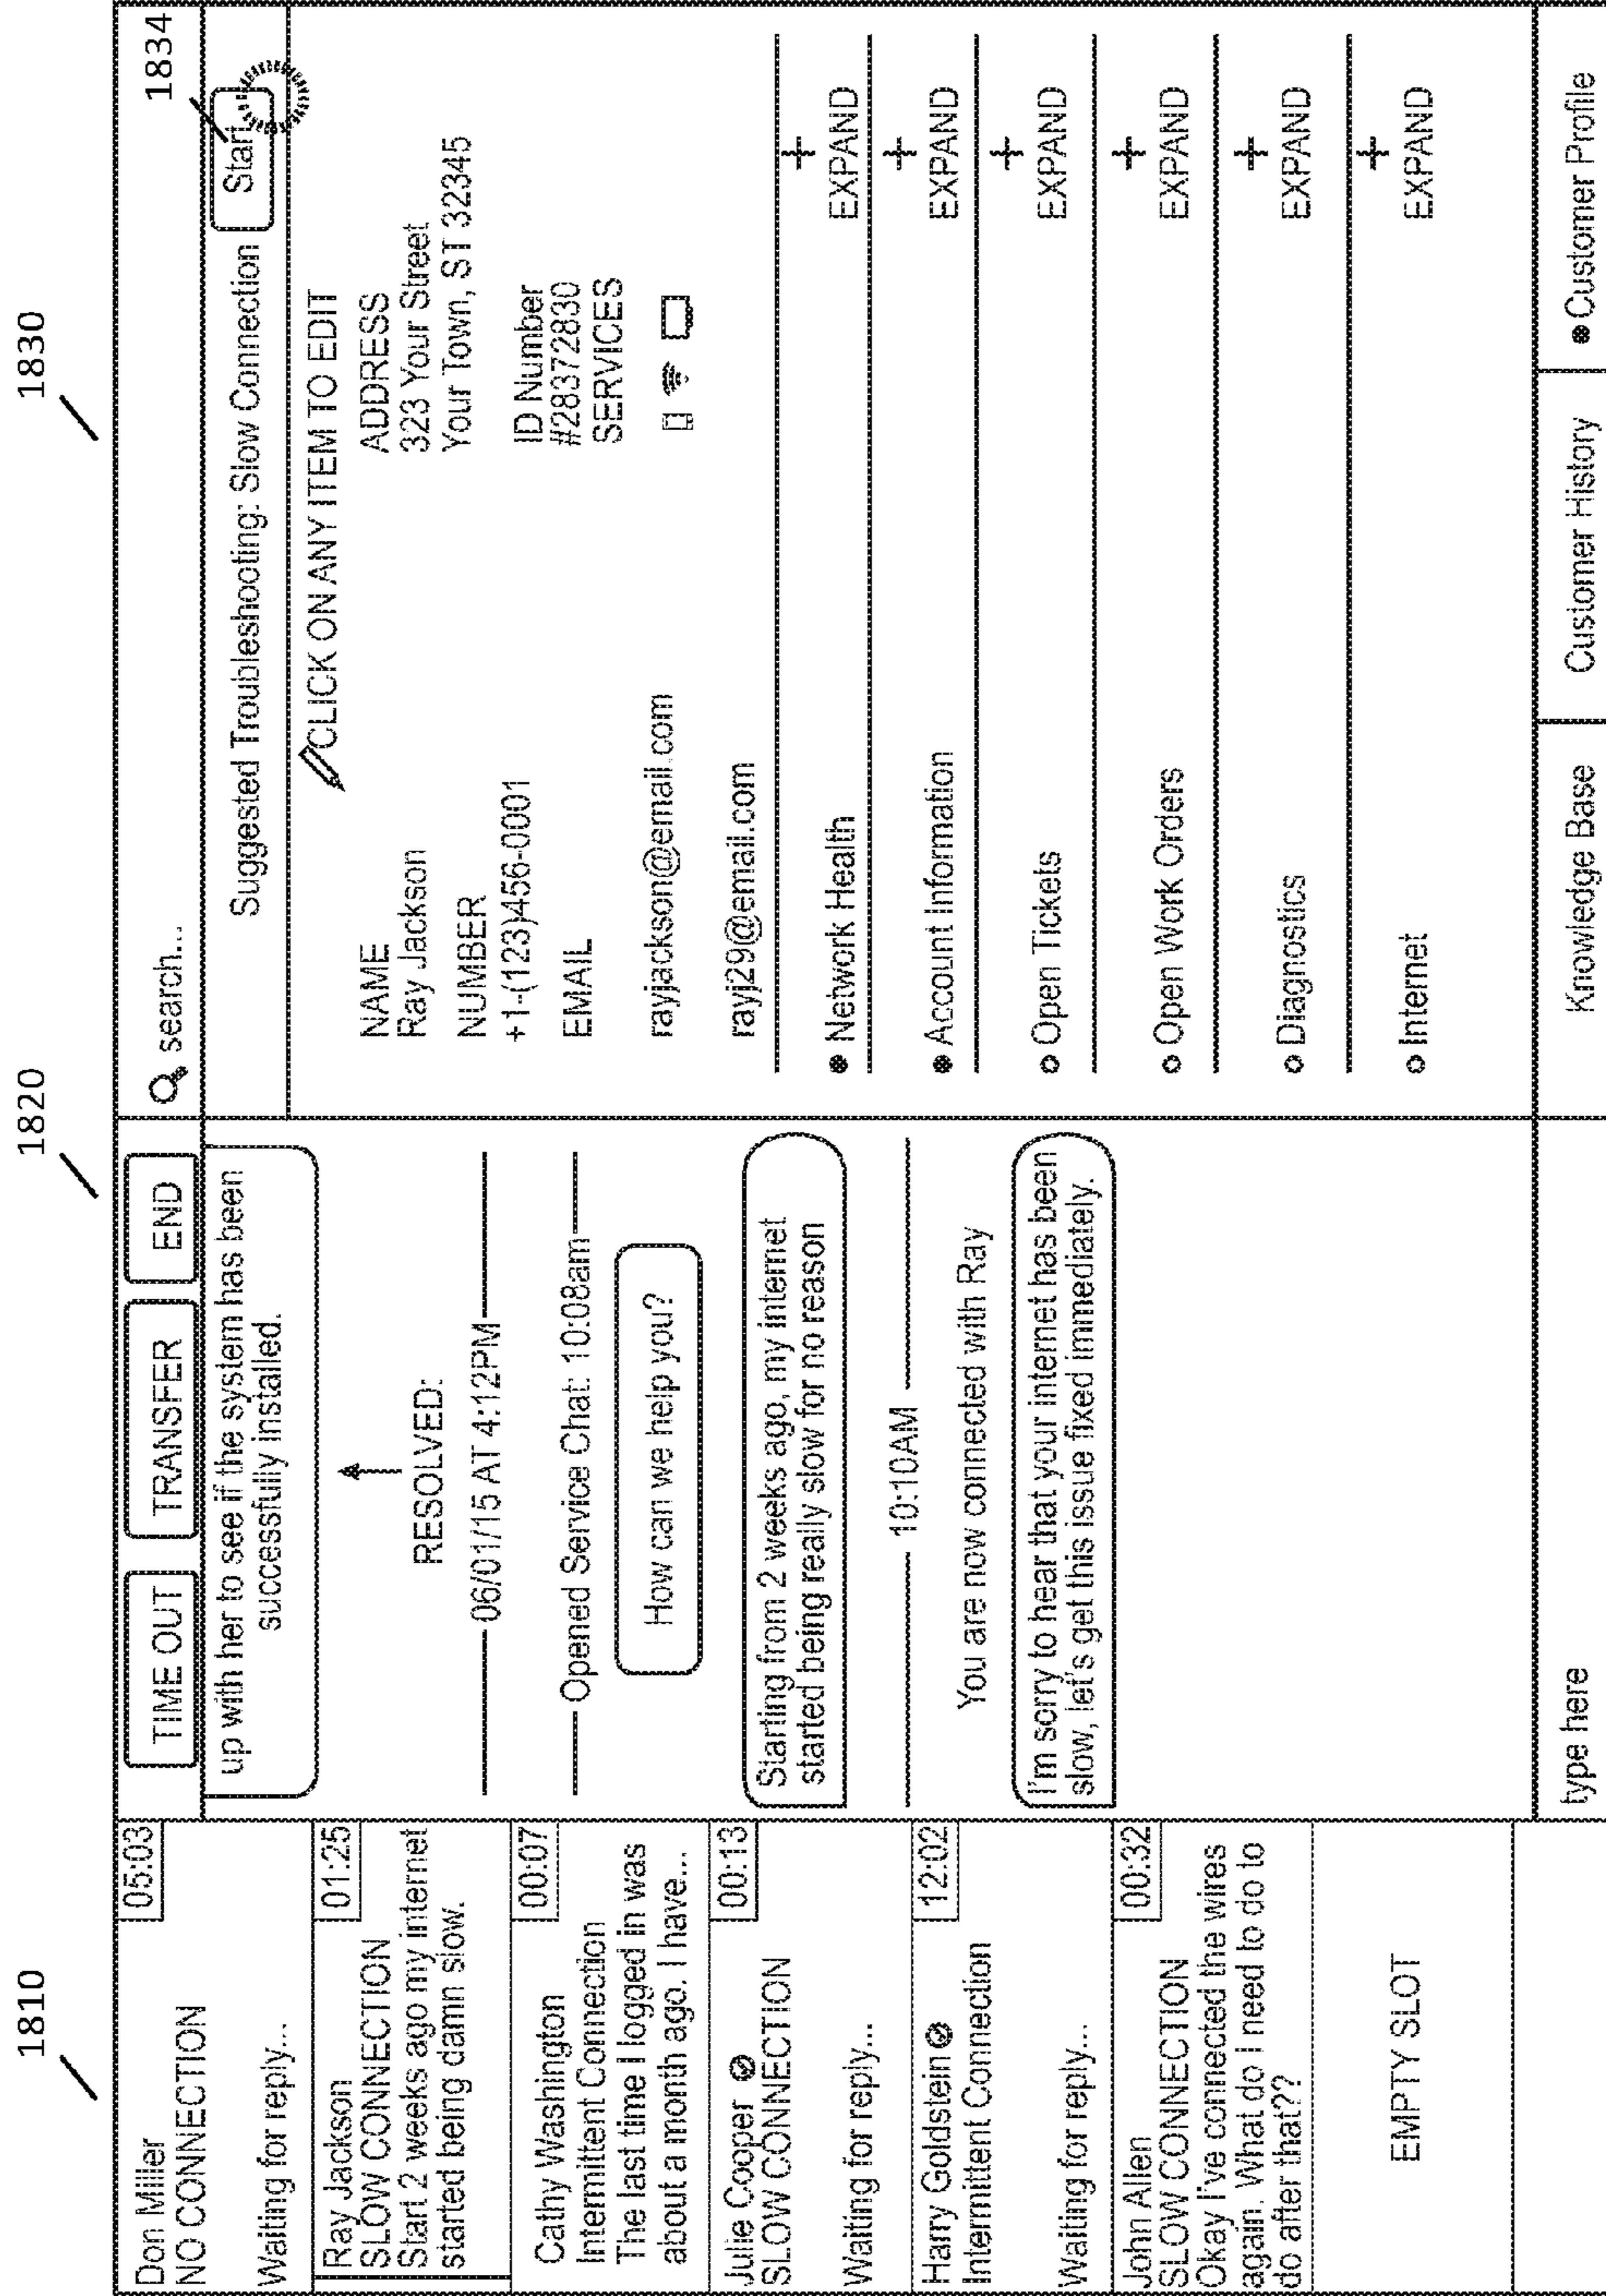 1810
1820
1830
Don Miller
05:03
NO CONNECTION
Waiting for reply...
Ray Jackson
01:25
SLOW CONNECTION
Start 2 weeks ago my internet
started being damn slow.
Cathy Washington
00:07
Intermittent Connection
The last time I logged in was
about a month ago. I have...
Julie Cooper
00:13
SLOW CONNECTION
Waiting for reply...
Harry Goldstein
12:02
Intermittent Connection
Waiting for reply...
John Allen
00:32
SLOW CONNECTION
Okay I've connected the wires
again. What do I need to do to
do after that??
EMPTY SLOT
TIME OUT
TRANSFER
END
up with her to see if the system has been
successfully installed.
RESOLVED:
06/01/15 AT 4:12PM
Opened Service Chat: 10:08am
How can we help you?
Starting from 2 weeks ago, my internet
started being really slow for no reason
10:10AM
You are now connected with Ray
I'm sorry to hear that your internet has been
slow, let's get this issue fixed immediately.
type here
search...
1834
Suggested Troubleshooting: Slow Connection
Start
CLICK ON ANY ITEM TO EDIT
NAME
Ray Jackson
NUMBER
+1-(123)456-0001
EMAIL
rayjackson@email.com
rayj29@email.com
ADDRESS
323 Your Street
Your Town, ST 32345
ID Number
#28372830
SERVICES
Network Health
EXPAND
Account Information
EXPAND
Open Tickets
EXPAND
Open Work Orders
EXPAND
Diagnostics
EXPAND
Internet
EXPAND
Knowledge Base
Customer History
Customer Profile